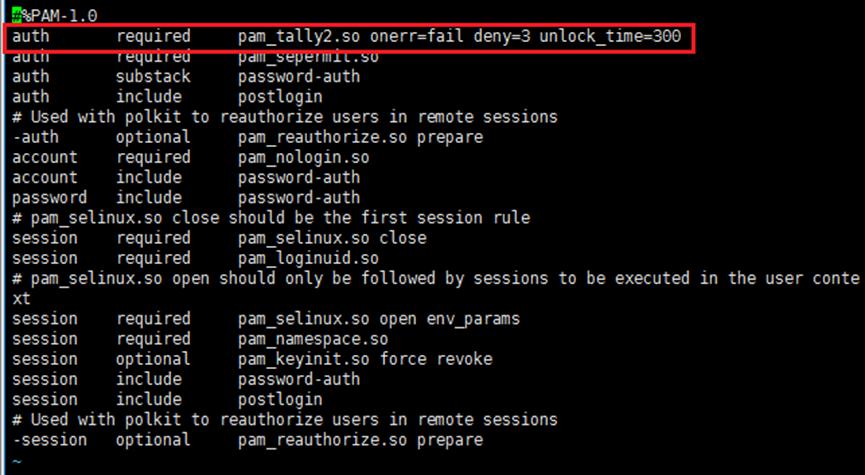 #%PAM-1.0
auth       required     pam_tally2.so onerr=fail deny=3 unlock_time=300
auth       required     pam_sepermit.so
auth       substack     password-auth
auth       include      postlogin
# Used with polkit to reauthorize users in remote sessions
-auth      optional     pam_reauthorize.so prepare
account    required     pam_nologin.so
account    include      password-auth
password   include      password-auth
# pam_selinux.so close should be the first session rule
session    required     pam_selinux.so close
session    required     pam_loginuid.so
# pam_selinux.so open should only be followed by sessions to be executed in the user conte
xt
session    required     pam_selinux.so open env_params
session    required     pam_namespace.so
session    optional     pam_keyinit.so force revoke
session    include      password-auth
session    include      postlogin
# Used with polkit to reauthorize users in remote sessions
-session   optional     pam_reauthorize.so prepare
~